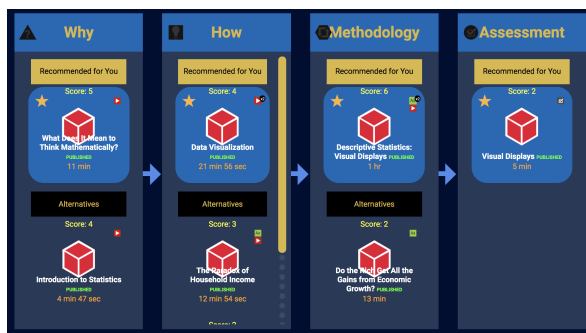 Why
Recommended for You
Score: 5
What Does It Mean to
Think Mathematically?
PUBLISHED
11 min
Alternatives
Score: 4
Introduction to Statistics
PUBLISHED
4 min 47 sec
How
Recommended for You
Score: 4
Data Visualization
PUBLISHED
21 min 56 sec
Alternatives
Score: 3
The Paradox of
Household Income
PUBLISHED
12 min 54 sec
Methodology
Recommended for You
Score: 6
Descriptive Statistics:
Visual Displays PUBLISHED
1 hr
Alternatives
Score: 2
Do the Rich Get All the
Gains from Economic
Growth? PUBLISHED
13 min
Assessment
Recommended for You
Score: 2
Visual Displays PUBLISHED
5 min